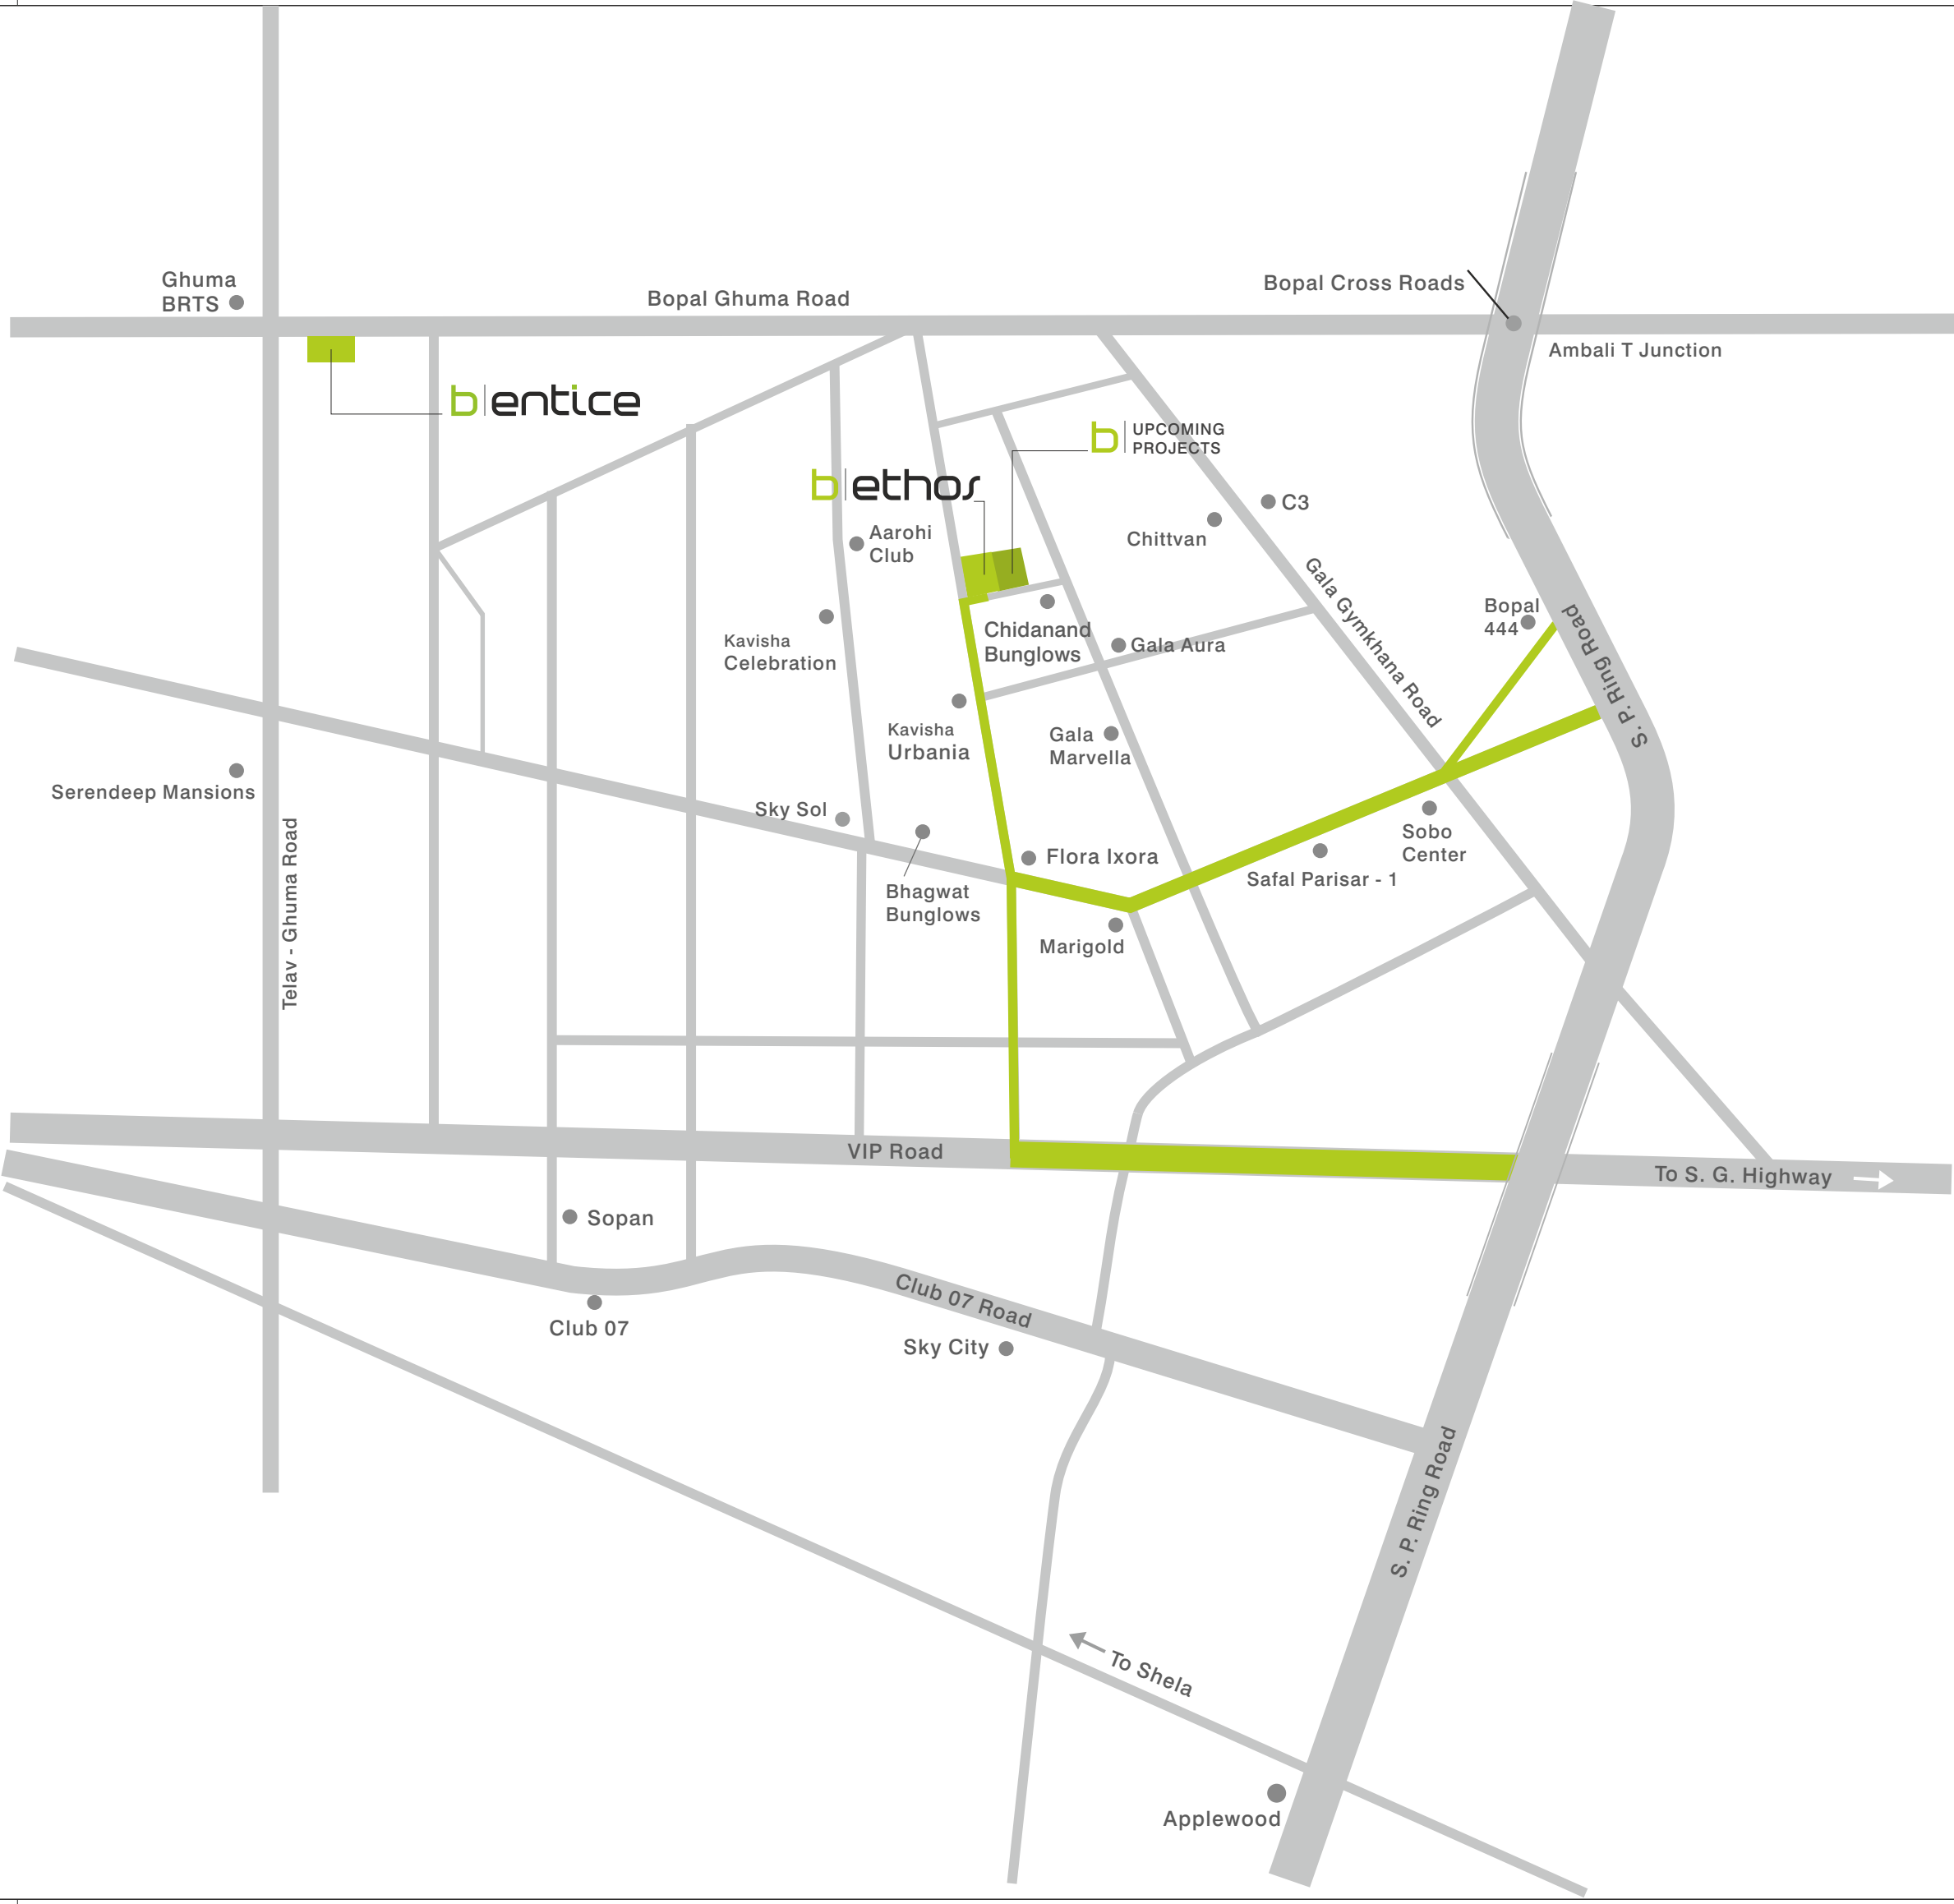 Ghuma
BRTS
Bopal Ghuma Road
Bopal Cross Roads
Ambali T Junction
b|entice
b|ethos
b| UPCOMING
PROJECTS
C3
Chittvan
Aarohi
Club
Kavisha
Celebration
Chidanand
Bunglows
Gala Aura
Gala Gymkhana Road
Bopal
444
S. P. Ring Road
Kavisha
Urbania
Gala
Marvella
Serendeep Mansions
Sky Sol
Telav - Ghuma Road
Flora Ixora
Bhagwat
Bunglows
Marigold
Safal Parisar - 1
Sobo
Center
VIP Road
To S. G. Highway
Sopan
Club 07
Club 07 Road
Sky City
S. P. Ring Road
To Shela
Applewood